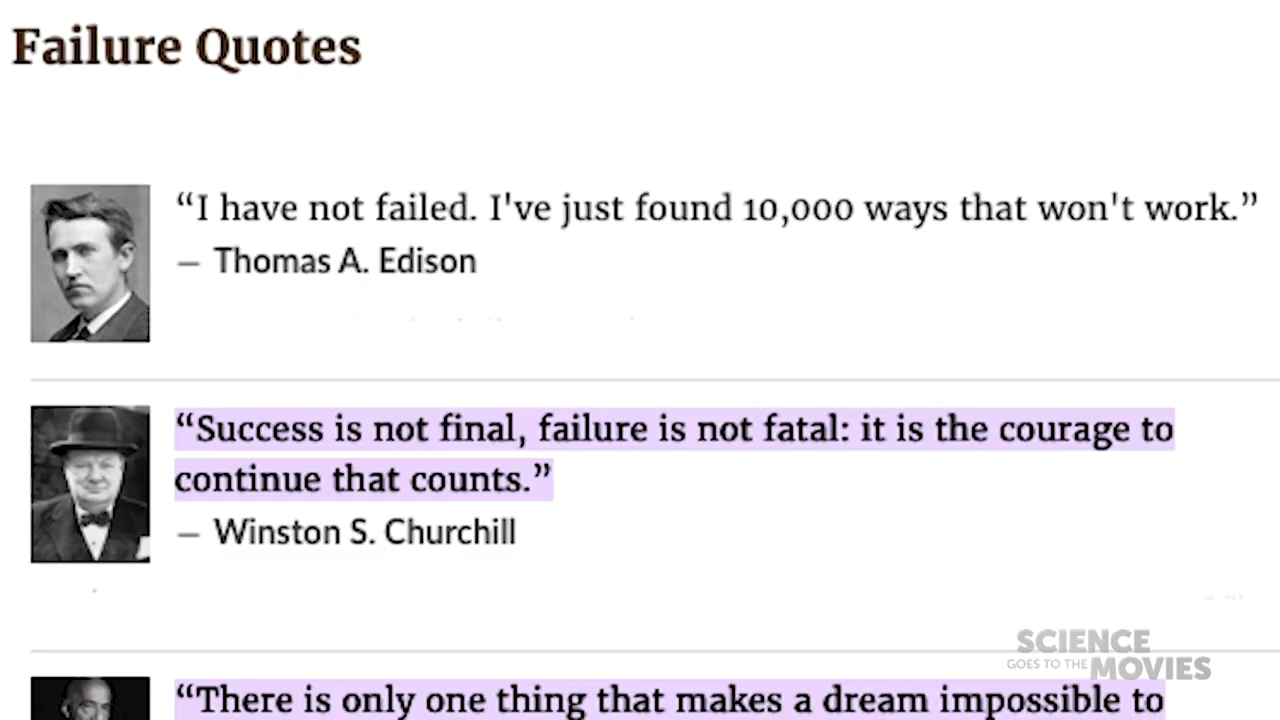 Failure Quotes
“I have not failed. I've just found 10,000 ways that won't work.”
— Thomas A. Edison
“Success is not final, failure is not fatal: it is the courage to
continue that counts.”
— Winston S. Churchill
SCIENCE
GOES TO THE MOVIES
“There is only one thing that makes a dream impossible to